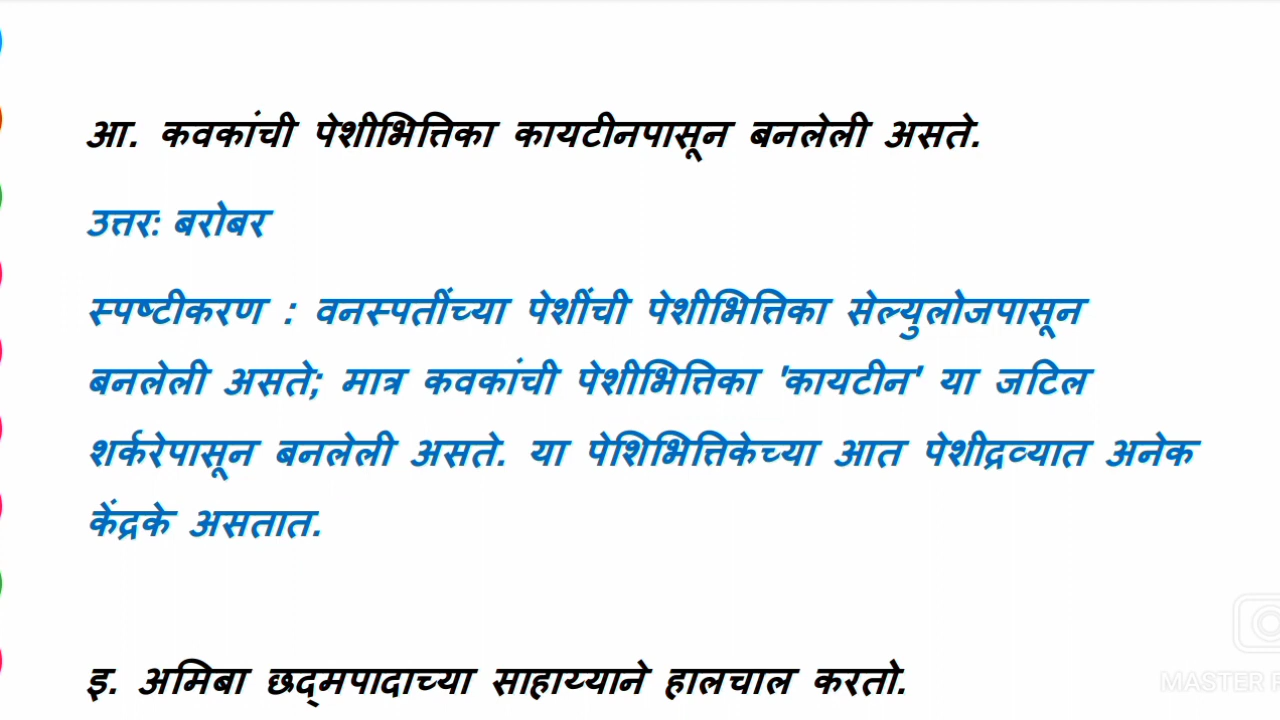 आ. कवकांची पेशीभित्तिका कायटीनपासून बनलेली असते.
उत्तर: बरोबर
स्पष्टीकरण : वनस्पतींच्या पेशींची पेशीभित्तिका सेल्युलोजपासून
बनलेली असते; मात्र कवकांची पेशीभित्तिका 'कायटीन' या जटिल
शर्करेपासून बनलेली असते. या पेशिभित्तिकेच्या आत पेशीद्रव्यात अनेक
केंद्रके असतात.
इ. अमिबा छद्‌मपादाच्या साहाय्याने हालचाल करतो.
MASTER